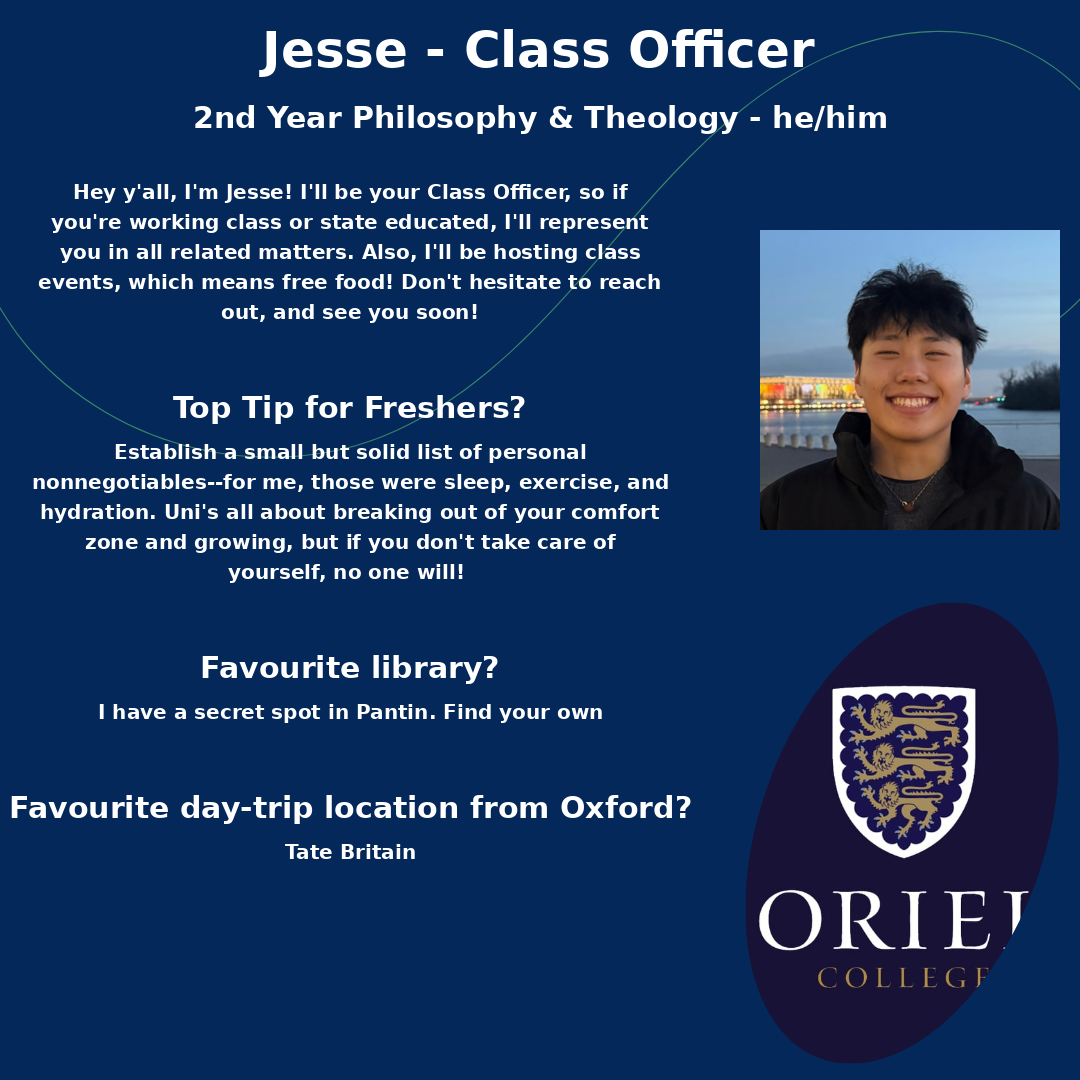 Jesse - Class Officer
2nd Year Philosophy & Theology - he/him
Hey y'all, I'm Jesse! I'll be your Class Officer, so if
you're working class or state educated, I'll represent
you in all related matters. Also, I'll be hosting class
events, which means free food! Don't hesitate to reach
out, and see you soon!
Top Tip for Freshers?
Establish a small but solid list of personal
nonnegotiables--for me, those were sleep, exercise, and
hydration. Uni's all about breaking out of your comfort
zone and growing, but if you don't take care of
yourself, no one will!
Favourite library?
I have a secret spot in Pantin. Find your own
Favourite day-trip location from Oxford?
Tate Britain
ORIEL
COLLEGE